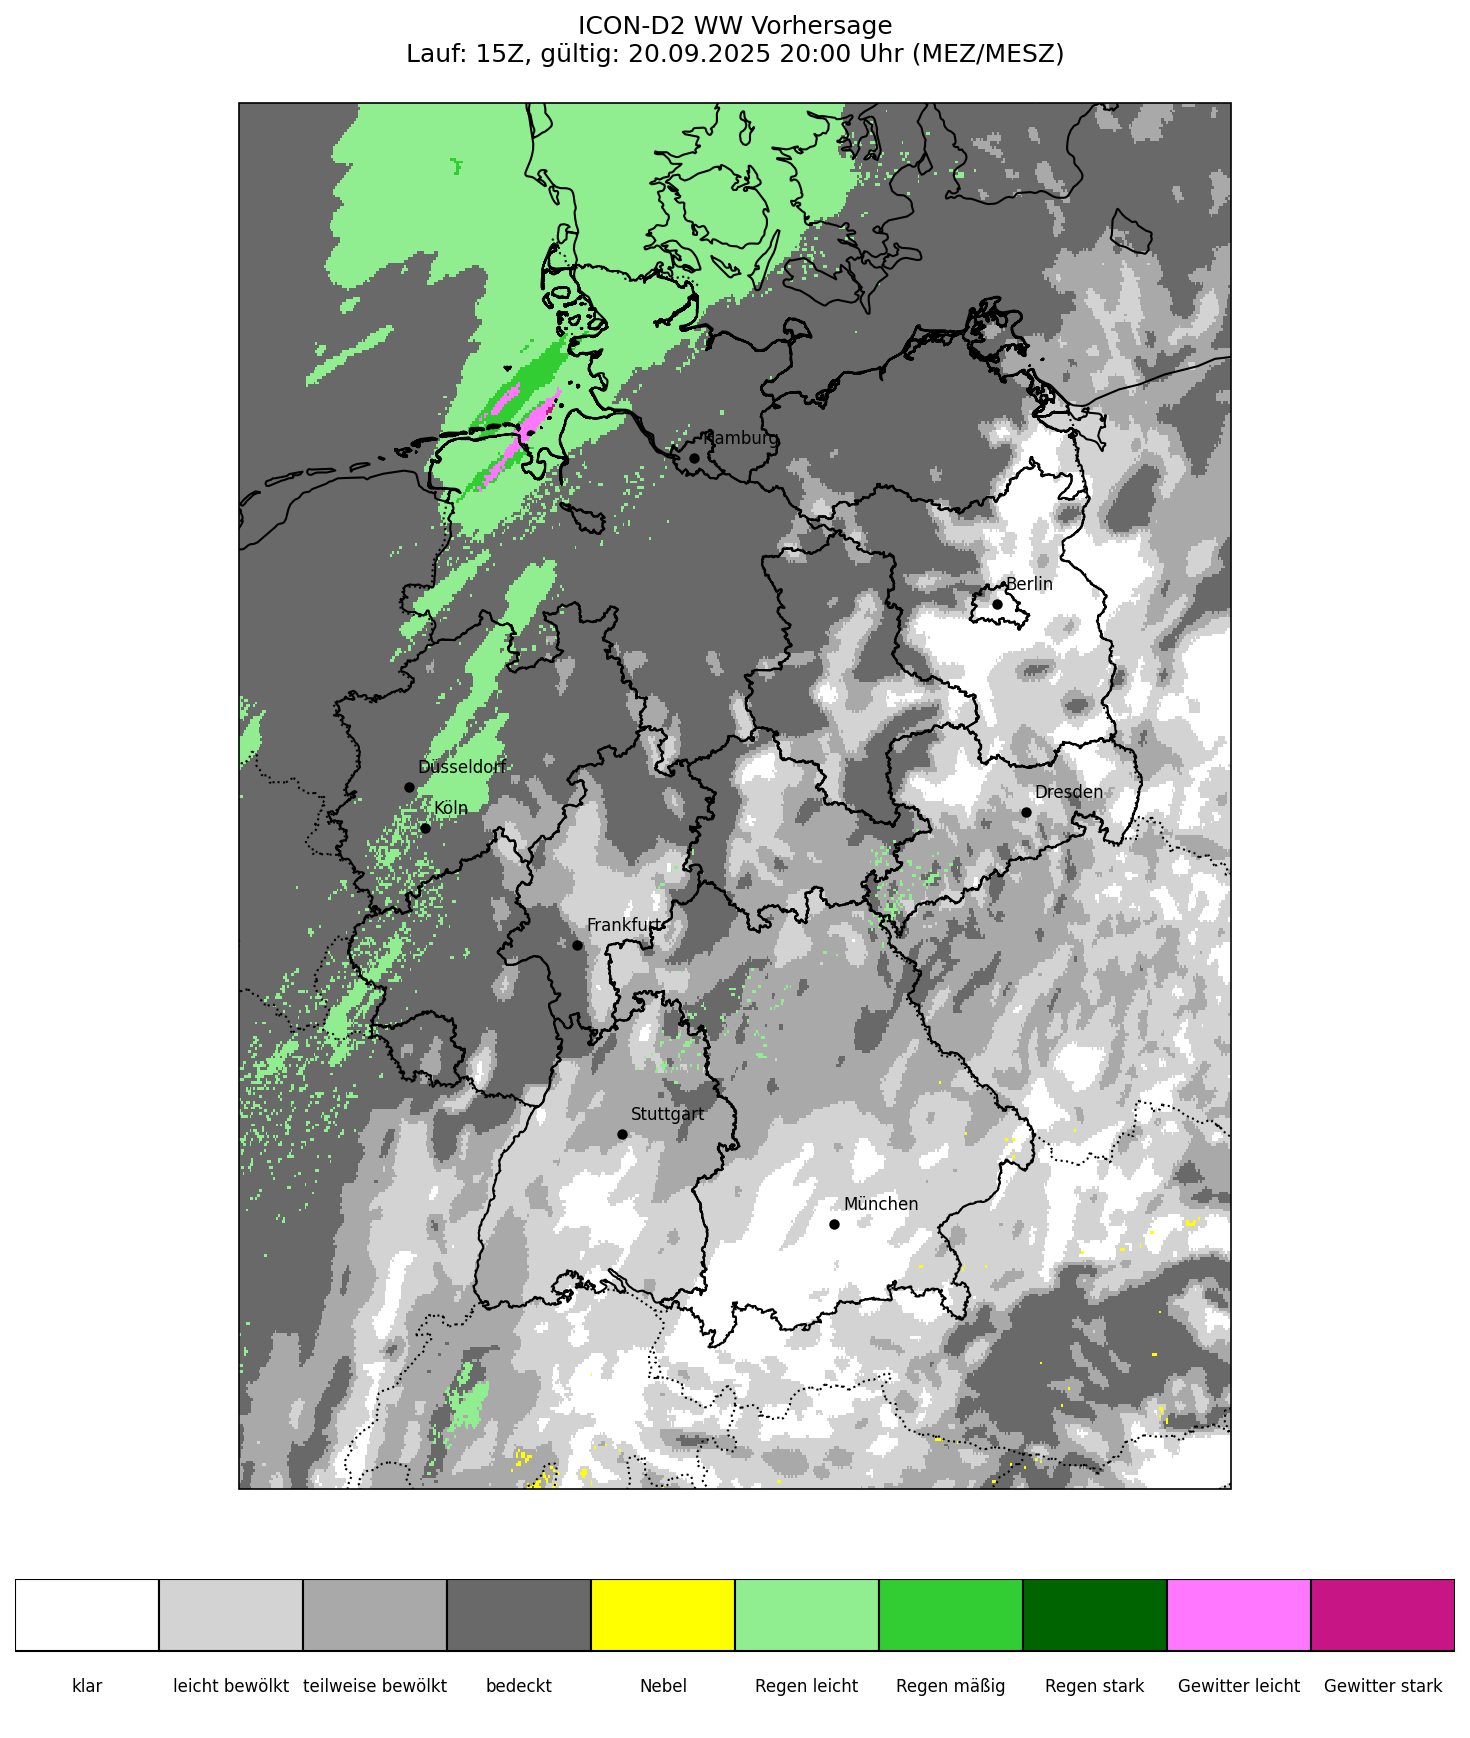 ICON-D2 WW Vorhersage
Lauf: 15Z, gültig: 20.09.2025 20:00 Uhr (MEZ/MESZ)
Hamburg
Berlin
Düsseldorf
Köln
Dresden
Frankfurt
Stuttgart
München
klar
leicht bewölkt
teilweise bewölkt
bedeckt
Nebel
Regen leicht
Regen mäßig
Regen stark
Gewitter leicht
Gewitter stark